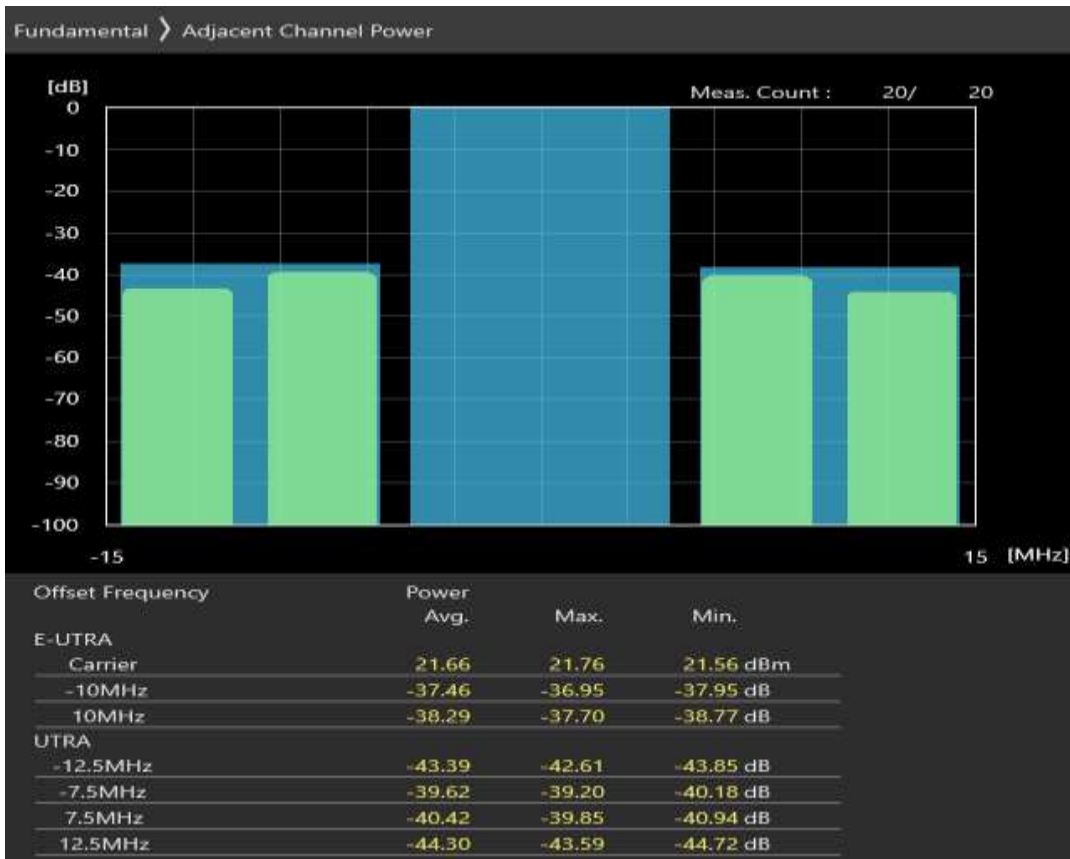 Fundamental 〉 Adjacent Channel Power
[dB]
Meas. Count : 20/ 20
0
-10
-20
-30
-40
-50
-60
-70
-80
-90
-100
-15 15 [MHz]
Offset Frequency Power
Avg. Max. Min.
E-UTRA
Carrier 21.66 21.76 21.56 dBm
-10MHz -37.46 -36.95 -37.95 dB
10MHz -38.29 -37.70 -38.77 dB
UTRA
-12.5MHz -43.39 -42.61 -43.85 dB
-7.5MHz -39.62 -39.20 -40.18 dB
7.5MHz -40.42 -39.85 -40.94 dB
12.5MHz -44.30 -43.59 -44.72 dB